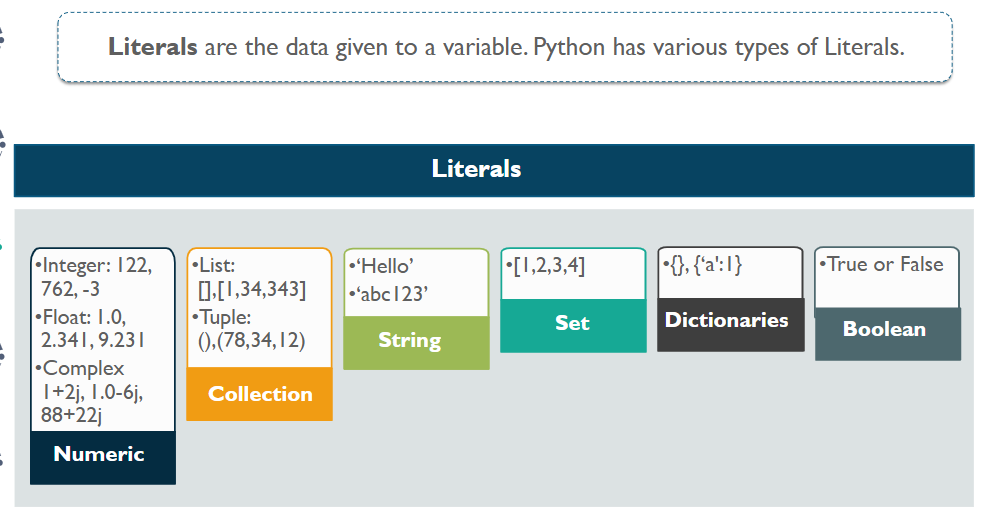 Literals are the data given to a variable. Python has various types of Literals.
Literals
•Integer: 122,
762, -3
•Float: 1.0,
2.341, 9.231
•Complex
1+2j, 1.0-6j,
88+22j
Numeric
•List:
[],[1,34,343]
•Tuple:
(),(78,34,12)
Collection
•‘Hello’
•‘abc123’
String
•[1,2,3,4]
Set
•{}, {‘a':1}
Dictionaries
•True or False
Boolean